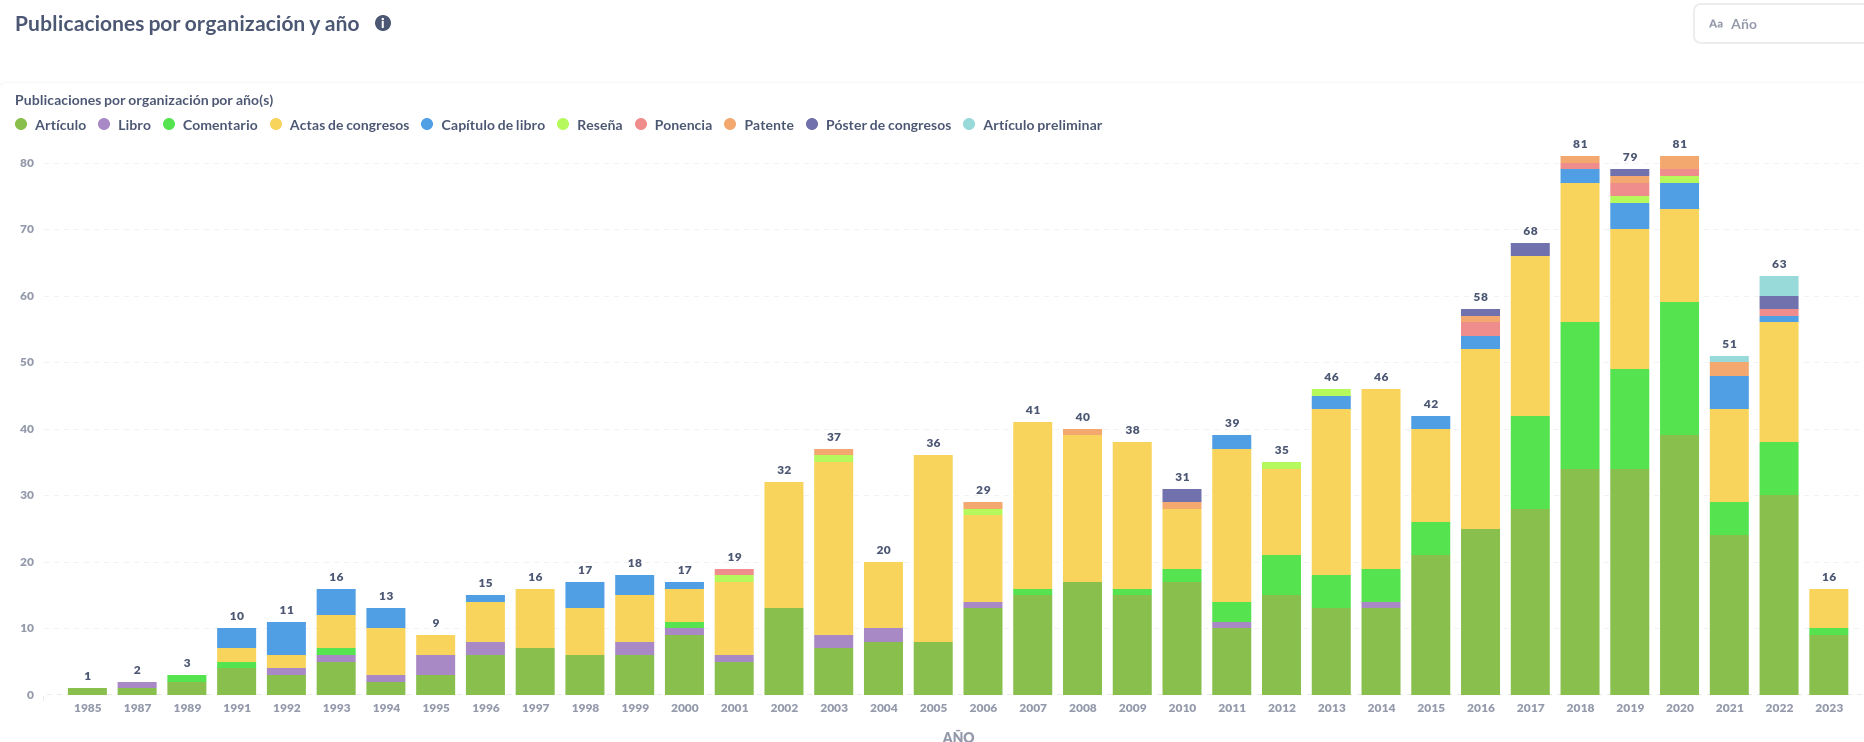 Publicaciones por organización y año
Aa Año
Publicaciones por organización por año(s)
Artículo Libro Comentario Actas de congresos Capítulo de libro Reseña Ponencia Patente Póster de congresos Artículo preliminar
80
70
60
50
40
30
20
10
0
1 2 3 10 11 16 13 9 15 16 17 18 17 19 32 37 20 36 29 41 40 38 31 39 35 46 46 42 58 68 81 79 81 51 63 16
1985 1987 1989 1991 1992 1993 1994 1995 1996 1997 1998 1999 2000 2001 2002 2003 2004 2005 2006 2007 2008 2009 2010 2011 2012 2013 2014 2015 2016 2017 2018 2019 2020 2021 2022 2023
AÑO